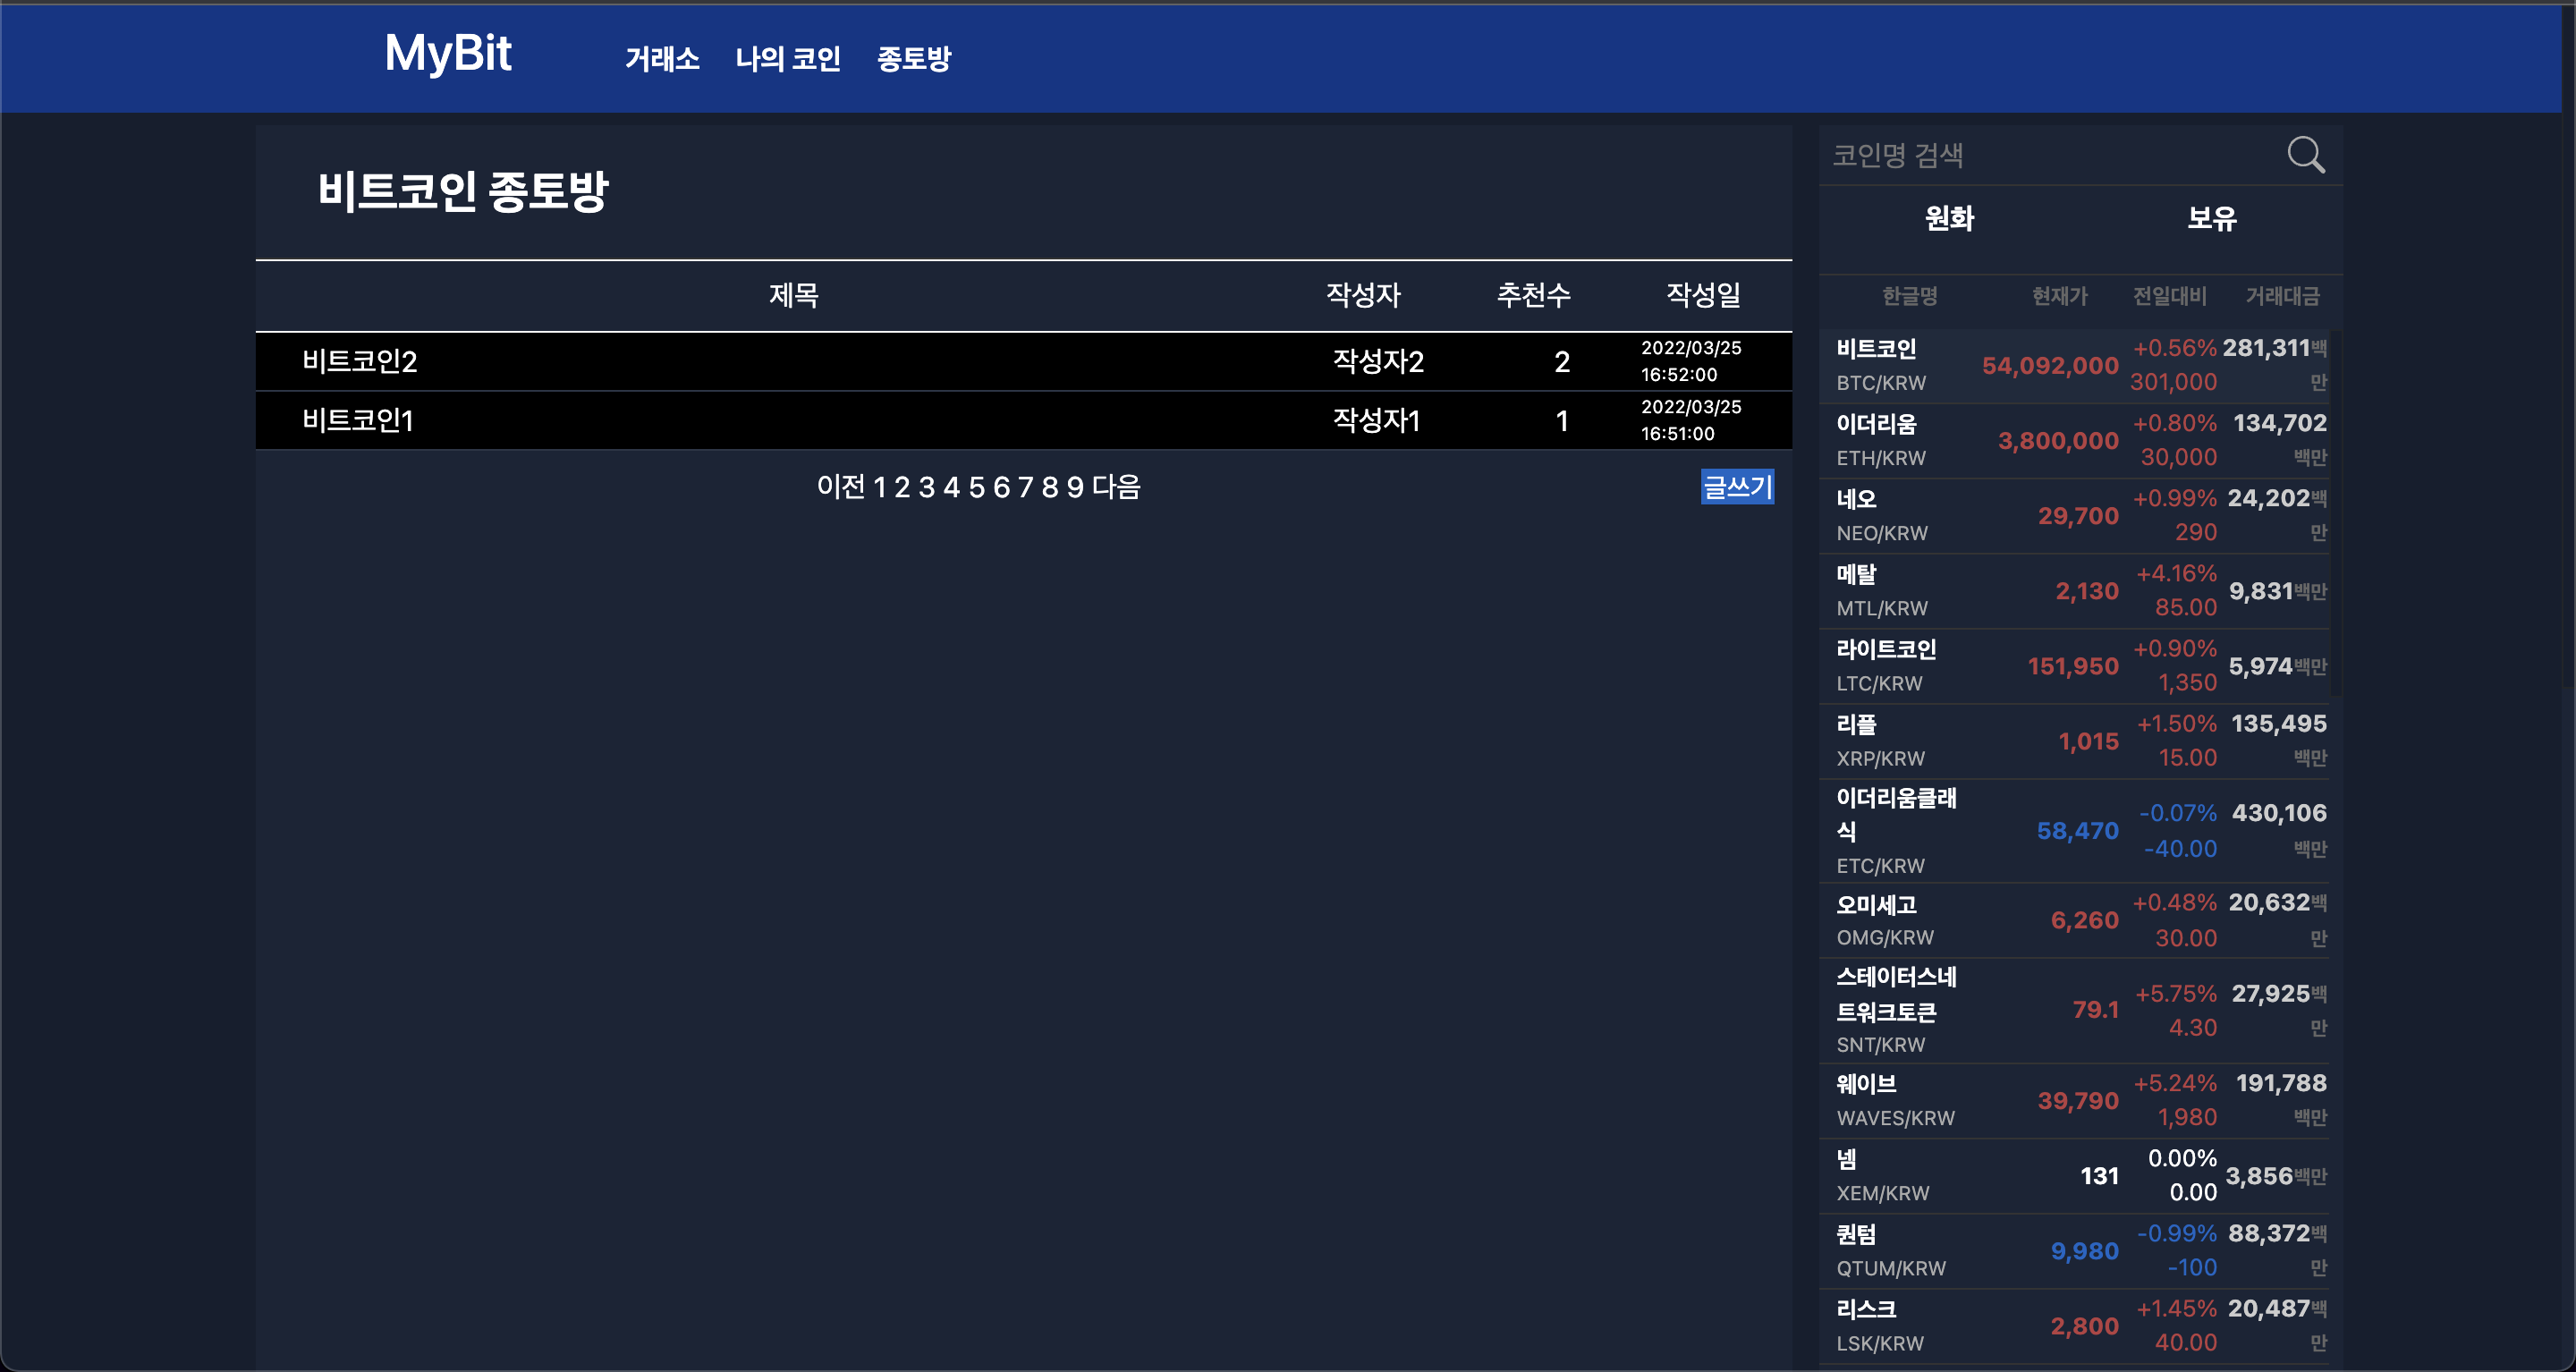 MyBit 거래소 나의 코인 종토방
비트코인 종토방
제목 작성자 추천수 작성일
비트코인2 작성자2 2 2022/03/25
16:52:00
비트코인1 작성자1 1 2022/03/25
16:51:00
이전 1 2 3 4 5 6 7 8 9 다음 글쓰기
코인명 검색
원화 보유
한글명 현재가 전일대비 거래대금
비트코인 54,092,000 +0.56% 281,311백
BTC/KRW 301,000 만
이더리움 3,800,000 +0.80% 134,702
ETH/KRW 30,000 백만
네오 29,700 +0.99% 24,202백
NEO/KRW 290 만
메탈 2,130 +4.16% 9,831백만
MTL/KRW 85.00
라이트코인 151,950 +0.90% 5,974백만
LTC/KRW 1,350
리플 1,015 +1.50% 135,495
XRP/KRW 15.00 백만
이더리움클래
식 58,470 -0.07% 430,106
ETC/KRW -40.00 백만
오미세고 6,260 +0.48% 20,632백
OMG/KRW 30.00 만
스테이터스네
트워크토큰 79.1 +5.75% 27,925백
SNT/KRW 4.30 만
웨이브 39,790 +5.24% 191,788
WAVES/KRW 1,980 백만
넴 131 0.00% 3,856백만
XEM/KRW 0.00
퀀텀 9,980 -0.99% 88,372백
QTUM/KRW -100 만
리스크 2,800 +1.45% 20,487백
LSK/KRW 40.00 만